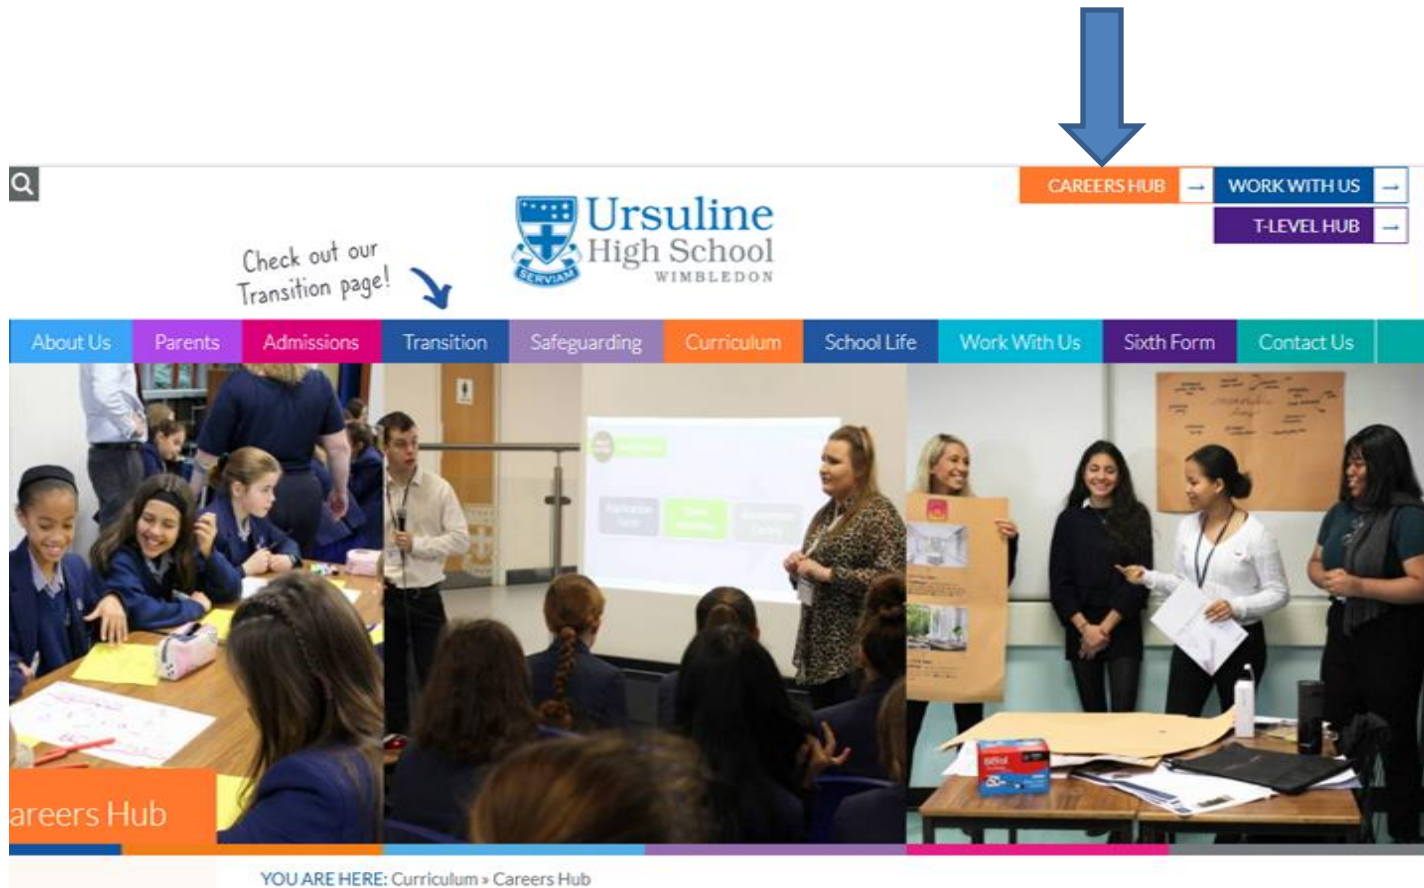 CAREERS HUB → WORK WITH US →
T-LEVEL HUB →
Ursuline
High School
WIMBLEDON
SERVIAM
Check out our
Transition page!
About Us Parents Admissions Transition Safeguarding Curriculum School Life Work With Us Sixth Form Contact Us
Application
Form
areers Hub
YOU ARE HERE: Curriculum » Careers Hub